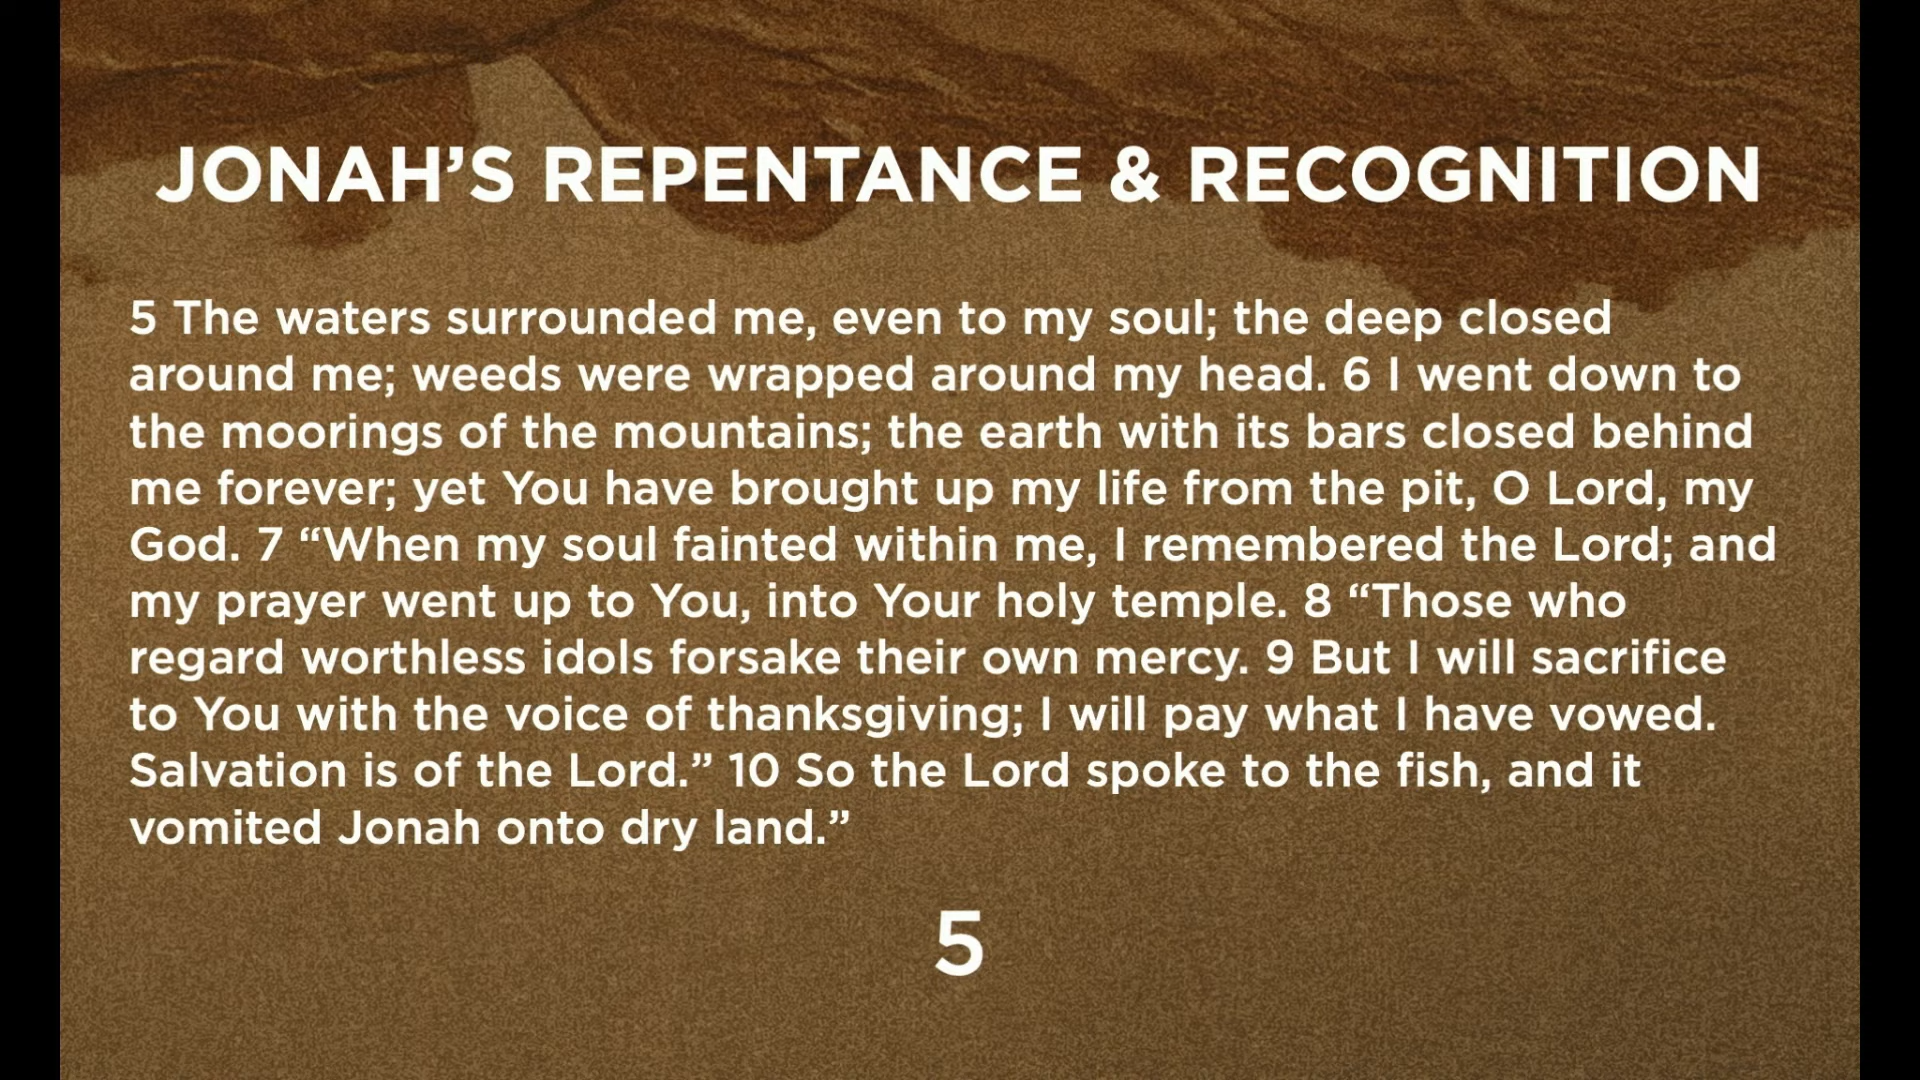 JONAH’S REPENTANCE & RECOGNITION
5 The waters surrounded me, even to my soul; the deep closed
around me; weeds were wrapped around my head. 6 I went down to
the moorings of the mountains; the earth with its bars closed behind
me forever; yet You have brought up my life from the pit, O Lord, my
God. 7 “When my soul fainted within me, I remembered the Lord; and
my prayer went up to You, into Your holy temple. 8 “Those who
regard worthless idols forsake their own mercy. 9 But I will sacrifice
to You with the voice of thanksgiving; I will pay what I have vowed.
Salvation is of the Lord.” 10 So the Lord spoke to the fish, and it
vomited Jonah onto dry land.”
5